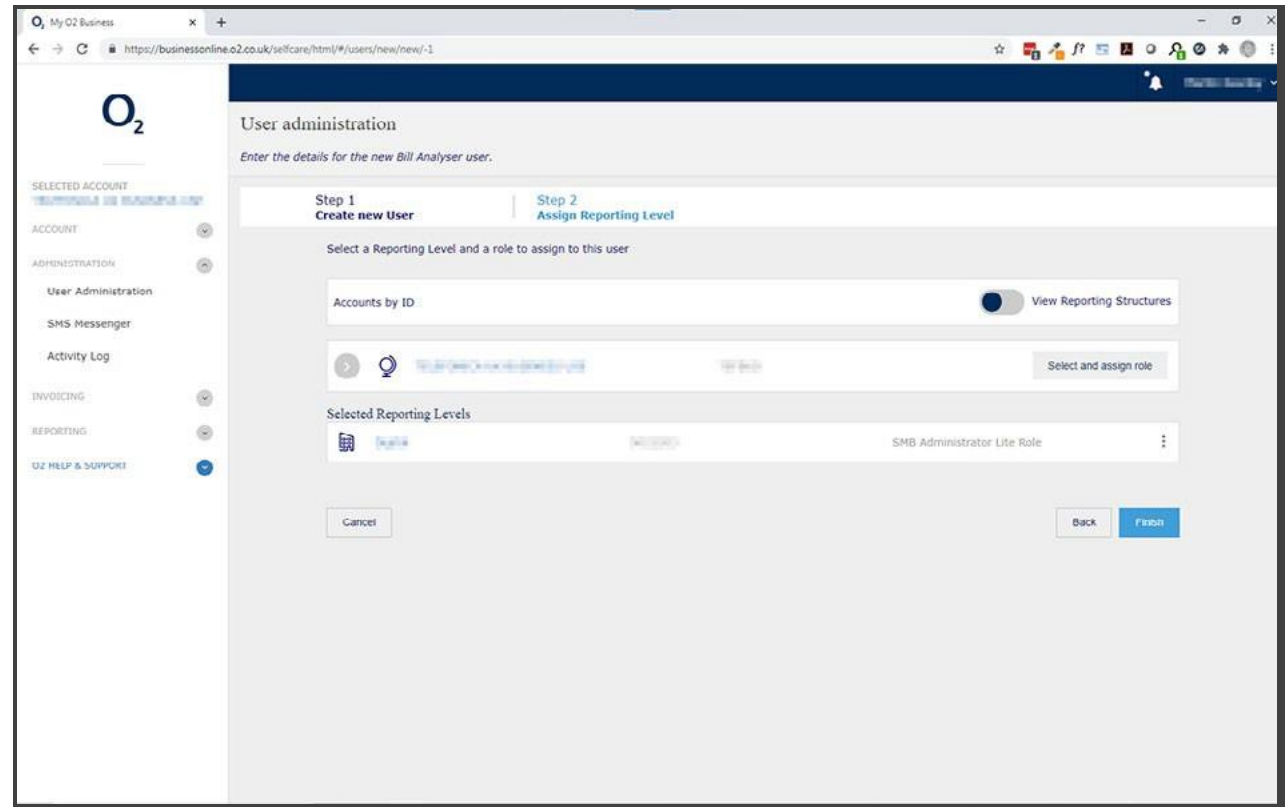 O2 My O2 Business
https://businessonline.o2.co.uk/selfcare/html/#/users/new/new/-1
O2
User administration
Enter the details for the new Bill Analyser user.
SELECTED ACCOUNT
ACCOUNT
ADMINISTRATION
User Administration
SMS Messenger
Activity Log
INVOICING
REPORTING
O2 HELP & SUPPORT
Step 1
Create new User
Step 2
Assign Reporting Level
Select a Reporting Level and a role to assign to this user
Accounts by ID
View Reporting Structures
Select and assign role
Selected Reporting Levels
SMB Administrator Lite Role
Cancel
Back
Finish